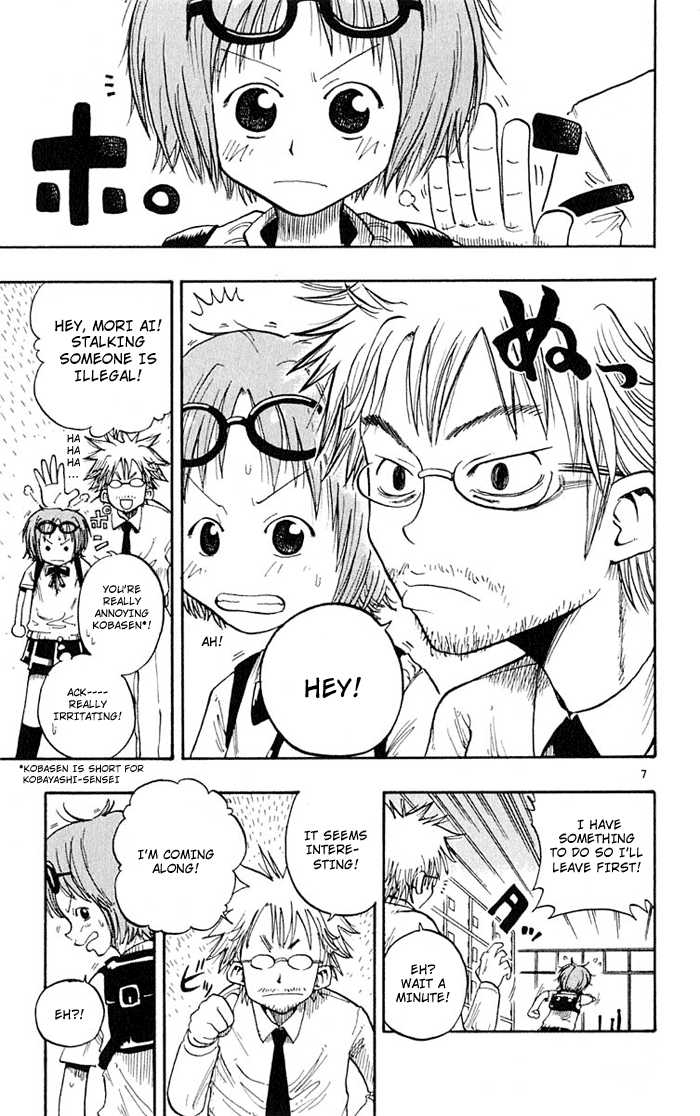 ポ
ぬっ
HEY!
AH!
HEY, MORI AI!
STALKING
SOMEONE IS
ILLEGAL!
HA
HA
HA
...
YOU'RE
REALLY
ANNOYING
KOBASEN*!
ACK----
REALLY
IRRITATING!
*KOBASEN IS SHORT FOR
KOBAYASHI-SENSEI
7
I HAVE
SOMETHING
TO DO SO I'LL
LEAVE FIRST!
EH?
WAIT A
MINUTE!
IT SEEMS
INTERE-
STING!
I'M COMING
ALONG!
EH?!